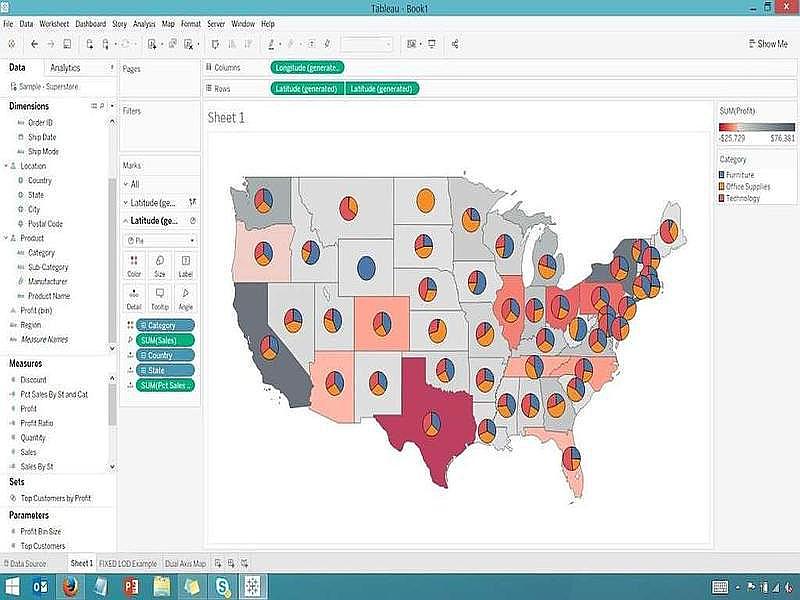 Tableau - Book1
File Data Worksheet Dashboard Story Analysis Map Format Server Window Help
Show Me
Data Analytics
Sample - Superstore
Dimensions
Order ID
Ship Date
Ship Mode
Location
Country
State
City
Postal Code
Product
Category
Sub-Category
Manufacturer
Product Name
Profit (bin)
Region
Measure Names
Measures
Discount
Pct Sales By St and Cat
Profit
Profit Ratio
Quantity
Sales
Sales By St
Sets
Top Customers by Profit
Parameters
Profit Bin Size
Top Customers
Pages
Filters
Marks
All
Latitude (ge...
Latitude (ge...
Pie
Color Size Label
Detail Tooltip Angle
Category
SUM(Sales)
Country
State
SUM(Pct Sales ..
Columns Longitude (generate..
Rows Latitude (generated) Latitude (generated)
Sheet 1
SUM(Profit)
-$25,729 $76,381
Category
Furniture
Office Supplies
Technology
Data Source Sheet 1 FIXED LOD Example Dual Axis Map